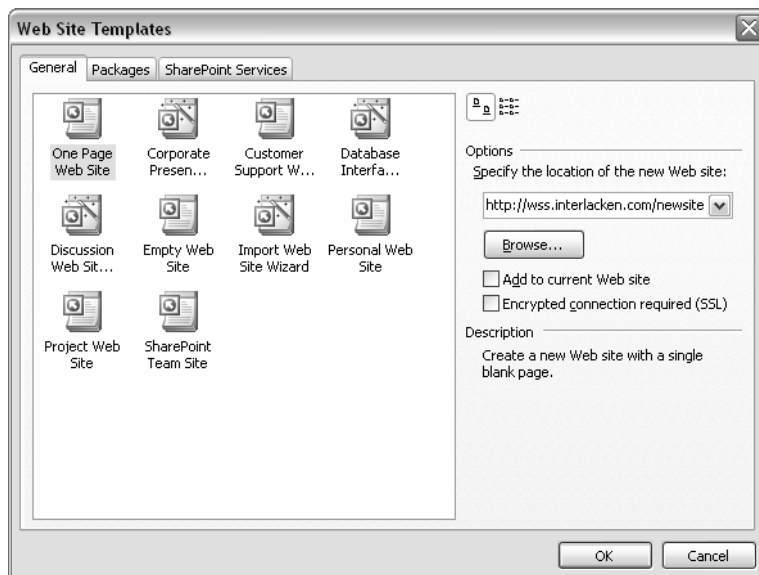 Web Site Templates
General
Packages
SharePoint Services
One Page
Web Site
Corporate
Presen...
Customer
Support W...
Database
Interfa...
Discussion
Web Sit...
Empty Web
Site
Import Web
Site Wizard
Personal Web
Site
Project Web
Site
SharePoint
Team Site
Options
Specify the location of the new Web site:
http://wss.interlacken.com/newsite
Browse...
Add to current Web site
Encrypted connection required (SSL)
Description
Create a new Web site with a single
blank page.
OK
Cancel